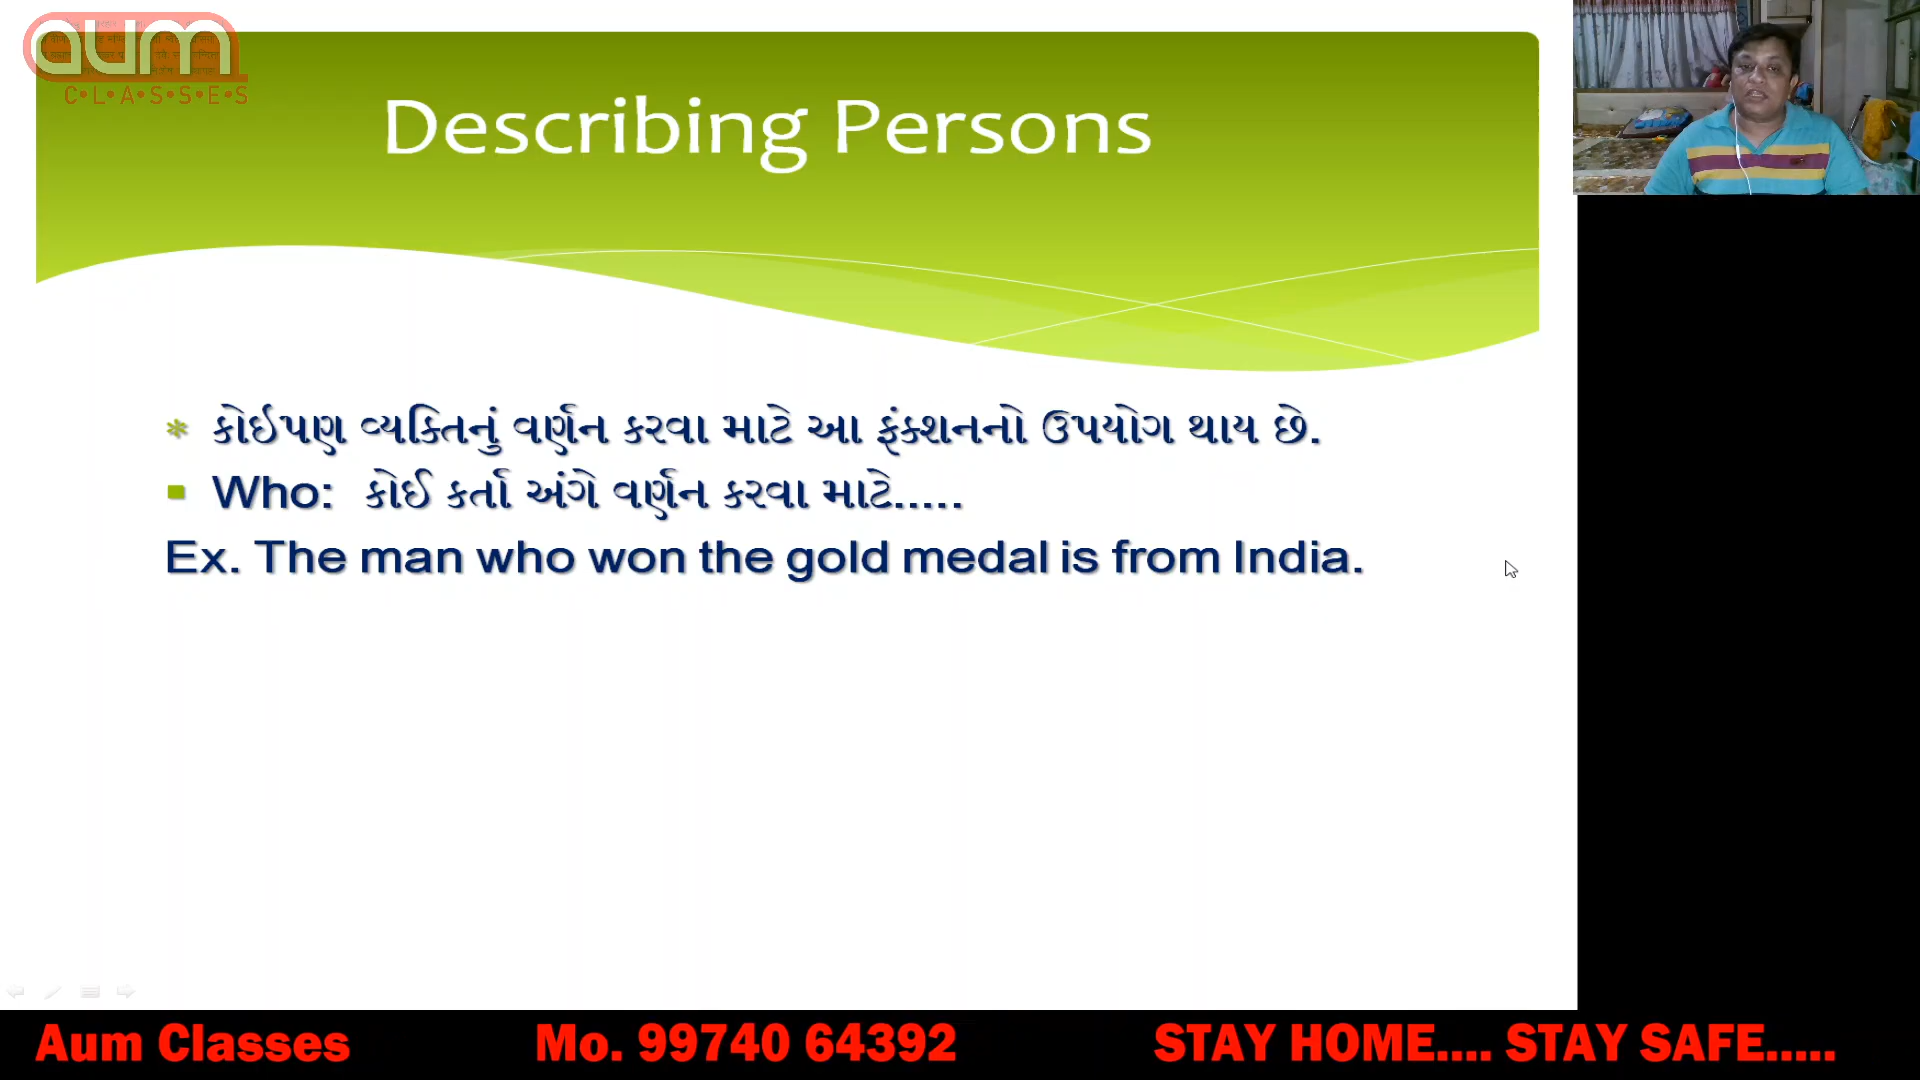 aum
C•L•A•S•S•E•S
Describing Persons
* કોઈપણ વ્યક્તિનું વર્ણન કરવા માટે આ ફંક્શનનો ઉપયોગ થાય છે.
Who: કોઈ કર્તા અંગે વર્ણન કરવા માટે.....
Ex. The man who won the gold medal is from India.
Aum Classes Mo. 99740 64392 STAY HOME.... STAY SAFE.....